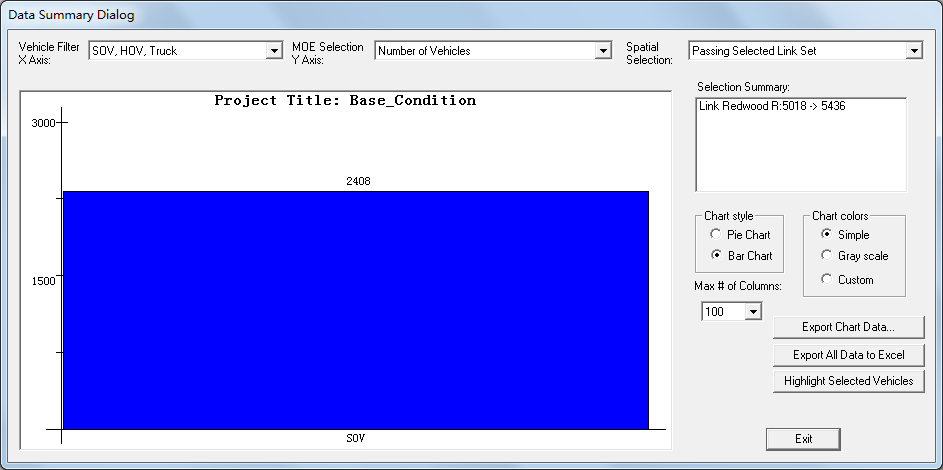 Data Summary Dialog
Vehicle Filter
X Axis:
SOV, HOV, Truck
MOE Selection
Y Axis:
Number of Vehicles
Spatial
Selection:
Passing Selected Link Set
Project Title: Base_Condition
3000
2408
1500
SOV
Selection Summary:
Link Redwood R:5018 -> 5436
Chart style
Pie Chart
Bar Chart
Chart colors
Simple
Gray scale
Custom
Max # of Columns:
100
Export Chart Data...
Export All Data to Excel
Highlight Selected Vehicles
Exit